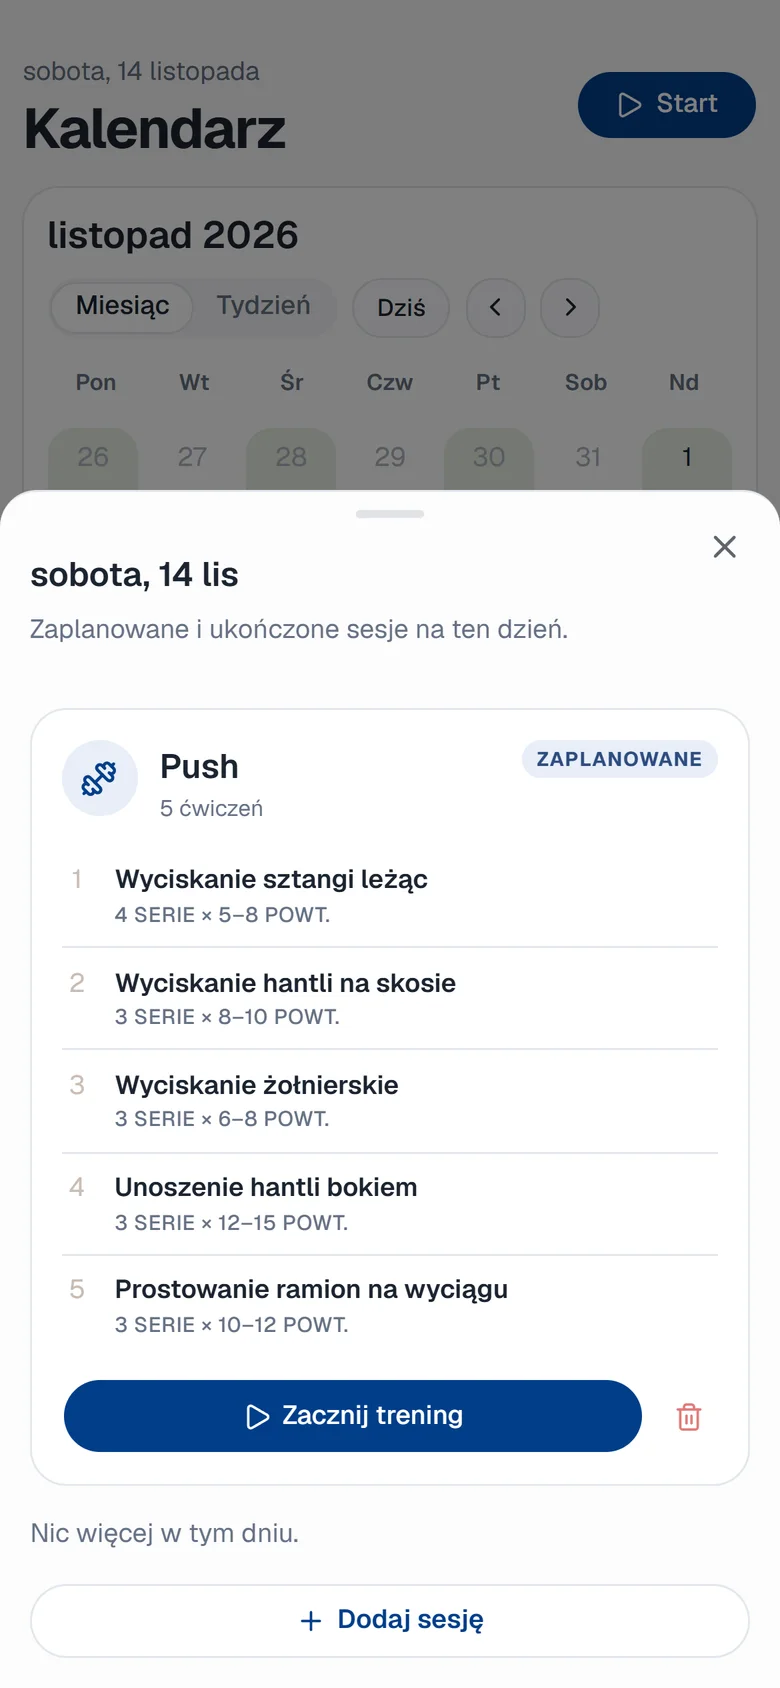 sobota, 14 listopada
Kalendarz
Start
listopad 2026
Miesiąc Tydzień Dziś
Pon Wt Śr Czw Pt Sob Nd
26 27 28 29 30 31 1
sobota, 14 lis
Zaplanowane i ukończone sesje na ten dzień.
Push
ZAPLANOWANE
5 ćwiczeń
1 Wyciskanie sztangi leżąc
4 SERIE × 5–8 POWT.
2 Wyciskanie hantli na skosie
3 SERIE × 8–10 POWT.
3 Wyciskanie żołnierskie
3 SERIE × 6–8 POWT.
4 Unoszenie hantli bokiem
3 SERIE × 12–15 POWT.
5 Prostowanie ramion na wyciągu
3 SERIE × 10–12 POWT.
Zacznij trening
Nic więcej w tym dniu.
Dodaj sesję